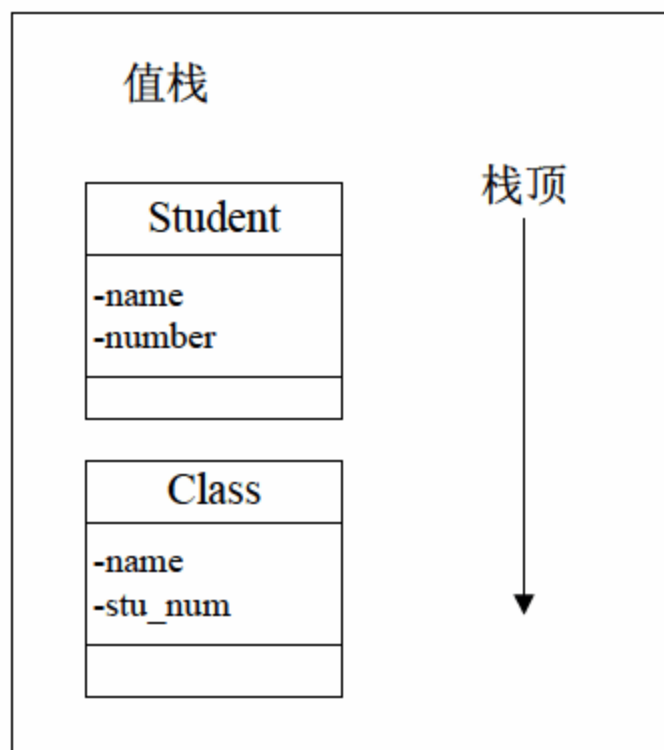 值栈
栈顶
Student
-name
-number
Class
-name
-stu_num